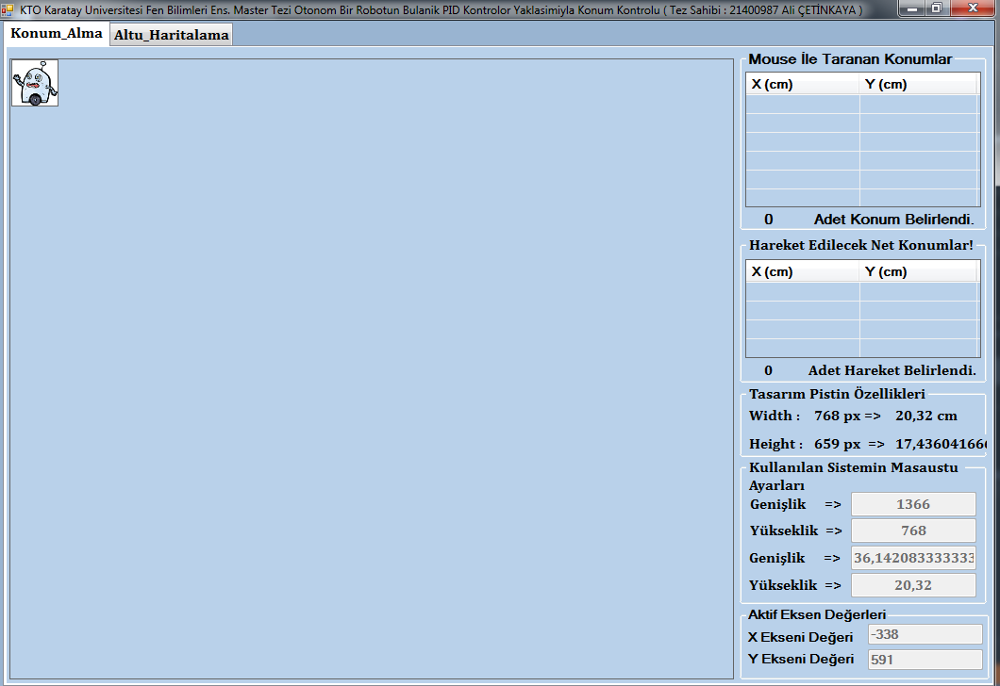 KTO Karatay Universitesi Fen Bilimleri Ens. Master Tezi Otonom Bir Robotun Bulanik PID Kontrolor Yaklasimiyla Konum Kontrolu ( Tez Sahibi : 21400987 Ali ÇETİNKAYA )
Konum_Alma Altu_Haritalama
Mouse İle Taranan Konumlar
X (cm) Y (cm)
0 Adet Konum Belirlendi.
Hareket Edilecek Net Konumlar!
X (cm) Y (cm)
0 Adet Hareket Belirlendi.
Tasarım Pistin Özellikleri
Width : 768 px => 20,32 cm
Height : 659 px => 17,43604166
Kullanılan Sistemin Masaustu
Ayarları
Genişlik => 1366
Yükseklik => 768
Genişlik => 36,142083333333
Yükseklik => 20,32
Aktif Eksen Değerleri
X Ekseni Değeri -338
Y Ekseni Değeri 591